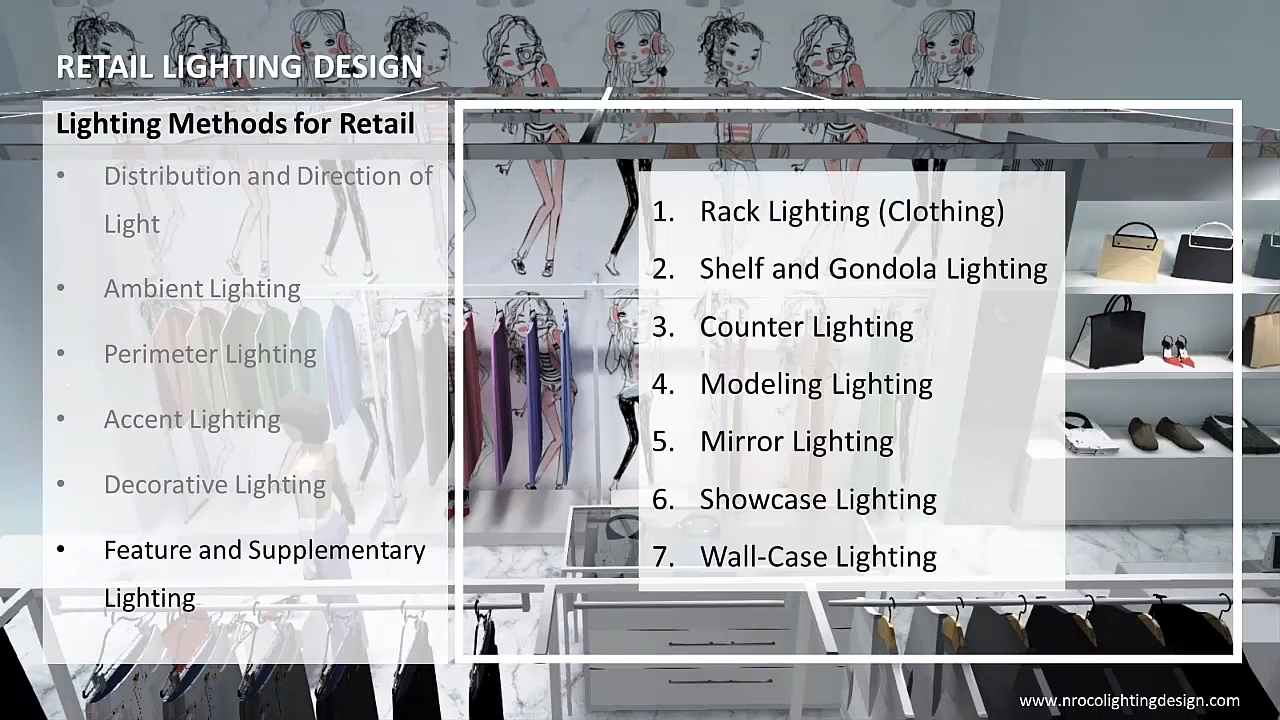 RETAIL LIGHTING DESIGN
Lighting Methods for Retail
• Distribution and Direction of
Light
• Ambient Lighting
• Perimeter Lighting
• Accent Lighting
• Decorative Lighting
• Feature and Supplementary
Lighting
1. Rack Lighting (Clothing)
2. Shelf and Gondola Lighting
3. Counter Lighting
4. Modeling Lighting
5. Mirror Lighting
6. Showcase Lighting
7. Wall-Case Lighting
www.nrocolightingdesign.com